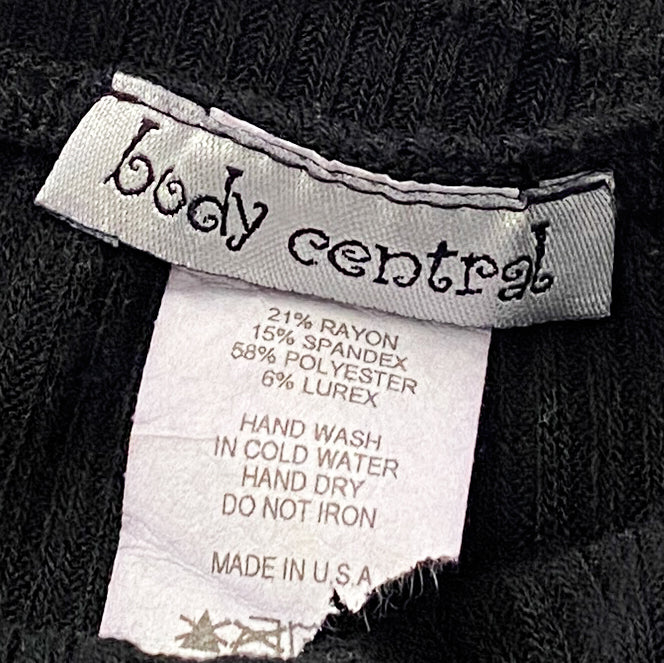 body central
21% RAYON
15% SPANDEX
58% POLYESTER
6% LUREX
HAND WASH
IN COLD WATER
HAND DRY
DO NOT IRON
MADE IN U.S.A